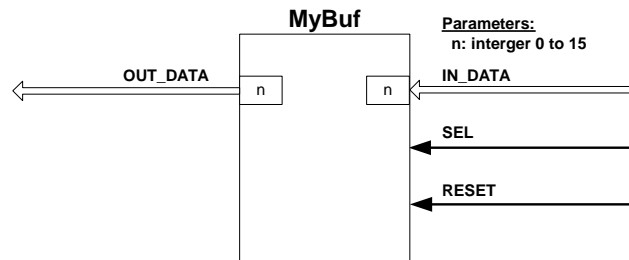 MyBuf
Parameters:
n: interger 0 to 15
OUT_DATA
IN_DATA
n
n
SEL
RESET